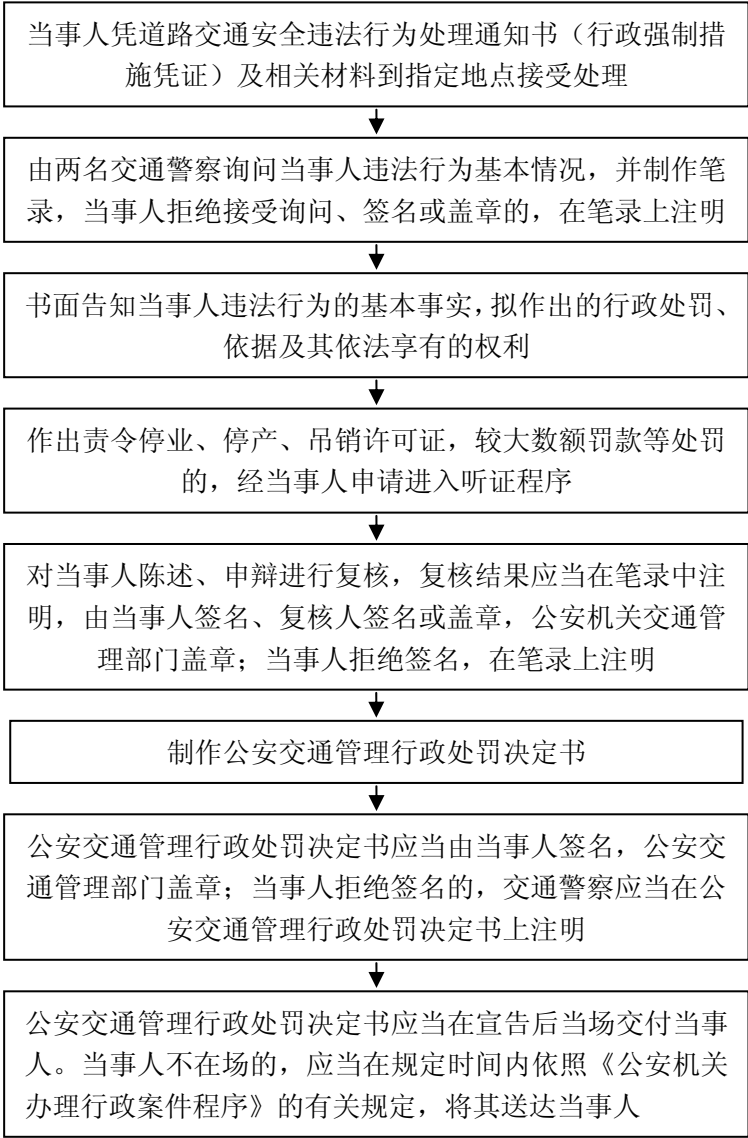 当事人凭道路交通安全违法行为处理通知书（行政强制措
施凭证）及相关材料到指定地点接受处理
由两名交通警察询问当事人违法行为基本情况，并制作笔
录，当事人拒绝接受询问、签名或盖章的，在笔录上注明
书面告知当事人违法行为的基本事实，拟作出的行政处罚、
依据及其依法享有的权利
作出责令停业、停产、吊销许可证，较大数额罚款等处罚
的，经当事人申请进入听证程序
对当事人陈述、申辩进行复核，复核结果应当在笔录中注
明，由当事人签名、复核人签名或盖章，公安机关交通管
理部门盖章；当事人拒绝签名，在笔录上注明
制作公安交通管理行政处罚决定书
公安交通管理行政处罚决定书应当由当事人签名，公安交
通管理部门盖章；当事人拒绝签名的，交通警察应当在公
安交通管理行政处罚决定书上注明
公安交通管理行政处罚决定书应当在宣告后当场交付当事
人。当事人不在场的，应当在规定时间内依照《公安机关
办理行政案件程序》的有关规定，将其送达当事人